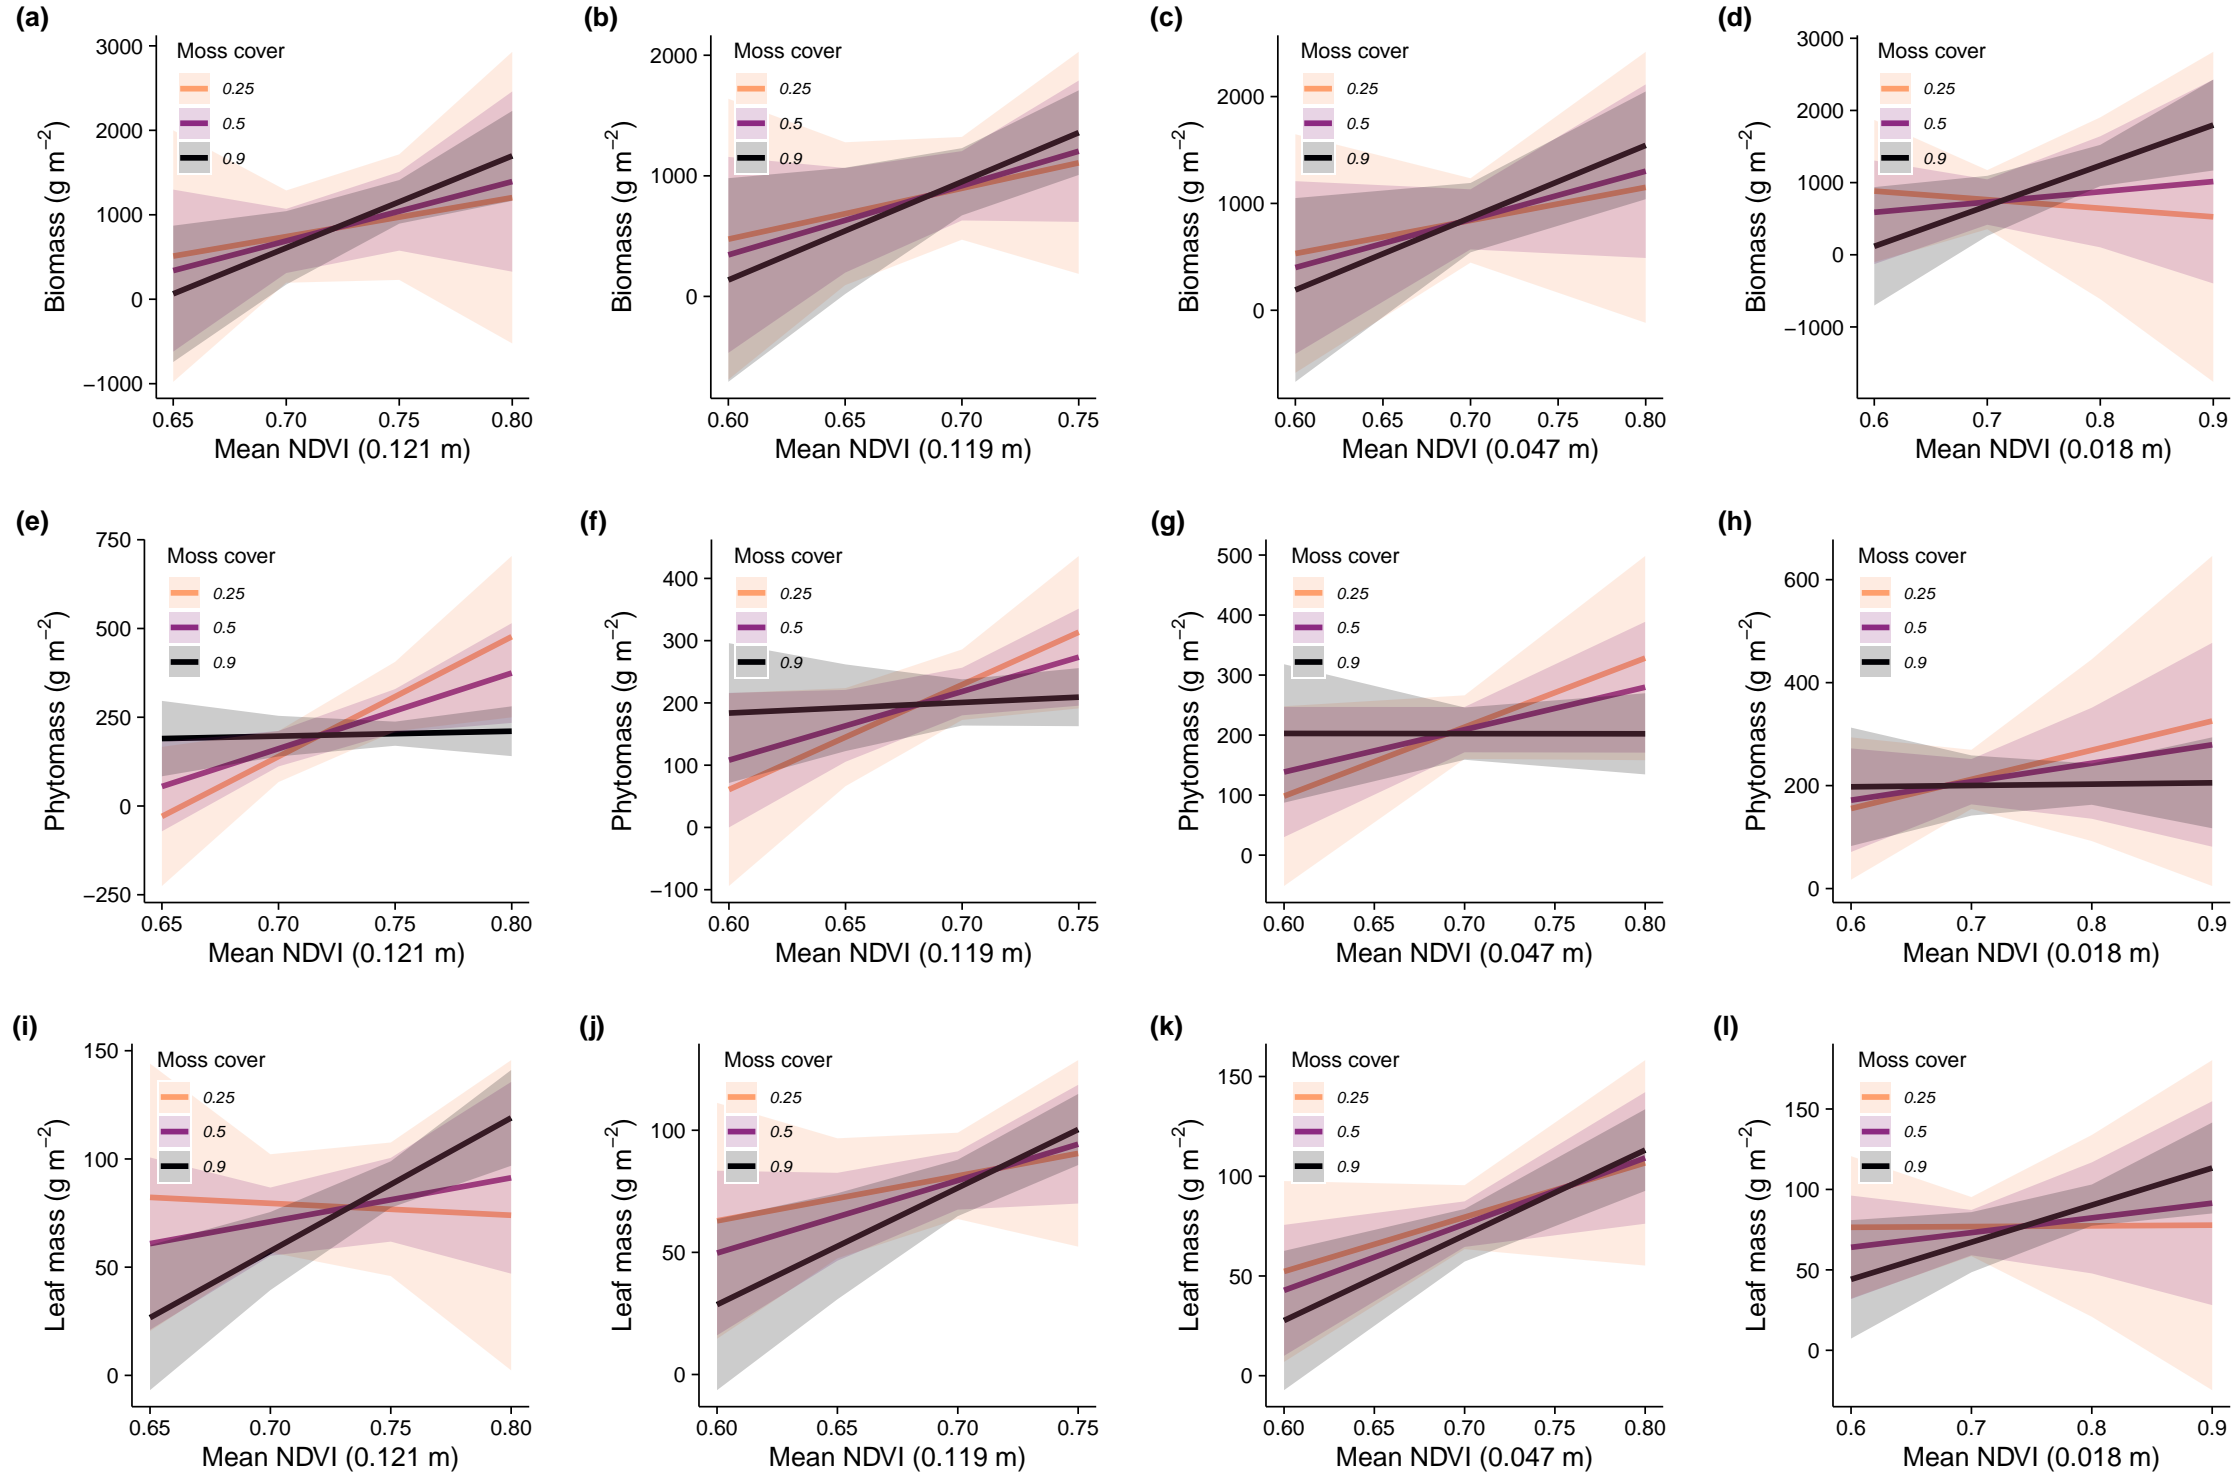 (a)
Moss cover
0.25
0.5
0.9
3000
2000
1000
0
−1000
Biomass (g m−2)
0.65 0.70 0.75 0.80
Mean NDVI (0.121 m)
(b)
Moss cover
0.25
0.5
0.9
2000
1000
0
Biomass (g m−2)
0.60 0.65 0.70 0.75
Mean NDVI (0.119 m)
(c)
Moss cover
0.25
0.5
0.9
2000
1000
0
Biomass (g m−2)
0.60 0.65 0.70 0.75 0.80
Mean NDVI (0.047 m)
(d)
Moss cover
0.25
0.5
0.9
3000
2000
1000
0
−1000
Biomass (g m−2)
0.6 0.7 0.8 0.9
Mean NDVI (0.018 m)
(e)
Moss cover
0.25
0.5
0.9
750
500
250
0
−250
Phytomass (g m−2)
0.65 0.70 0.75 0.80
Mean NDVI (0.121 m)
(f)
Moss cover
0.25
0.5
0.9
400
300
200
100
0
−100
Phytomass (g m−2)
0.60 0.65 0.70 0.75
Mean NDVI (0.119 m)
(g)
Moss cover
0.25
0.5
0.9
500
400
300
200
100
0
Phytomass (g m−2)
0.60 0.65 0.70 0.75 0.80
Mean NDVI (0.047 m)
(h)
Moss cover
0.25
0.5
0.9
600
400
200
0
Phytomass (g m−2)
0.6 0.7 0.8 0.9
Mean NDVI (0.018 m)
(i)
Moss cover
0.25
0.5
0.9
150
100
50
0
Leaf mass (g m−2)
0.65 0.70 0.75 0.80
Mean NDVI (0.121 m)
(j)
Moss cover
0.25
0.5
0.9
100
50
0
Leaf mass (g m−2)
0.60 0.65 0.70 0.75
Mean NDVI (0.119 m)
(k)
Moss cover
0.25
0.5
0.9
150
100
50
0
Leaf mass (g m−2)
0.60 0.65 0.70 0.75 0.80
Mean NDVI (0.047 m)
(l)
Moss cover
0.25
0.5
0.9
150
100
50
0
Leaf mass (g m−2)
0.6 0.7 0.8 0.9
Mean NDVI (0.018 m)